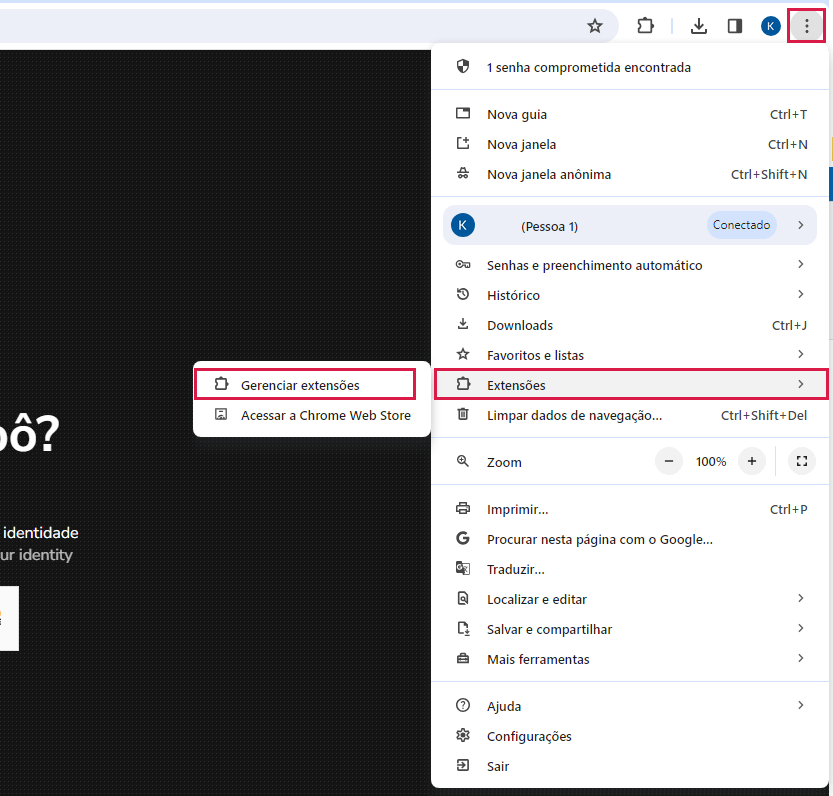 K
1 senha comprometida encontrada
Nova guia Ctrl+T
Nova janela Ctrl+N
Nova janela anônima Ctrl+Shift+N
K (Pessoa 1) Conectado
Senhas e preenchimento automático
Histórico
Downloads Ctrl+J
Favoritos e listas
Gerenciar extensões
Acessar a Chrome Web Store
Extensões
Limpar dados de navegação... Ctrl+Shift+Del
Zoom − 100% +
Imprimir... Ctrl+P
Procurar nesta página com o Google...
Traduzir...
Localizar e editar
Salvar e compartilhar
Mais ferramentas
Ajuda
Configurações
Sair
bô?
identidade
ur identity